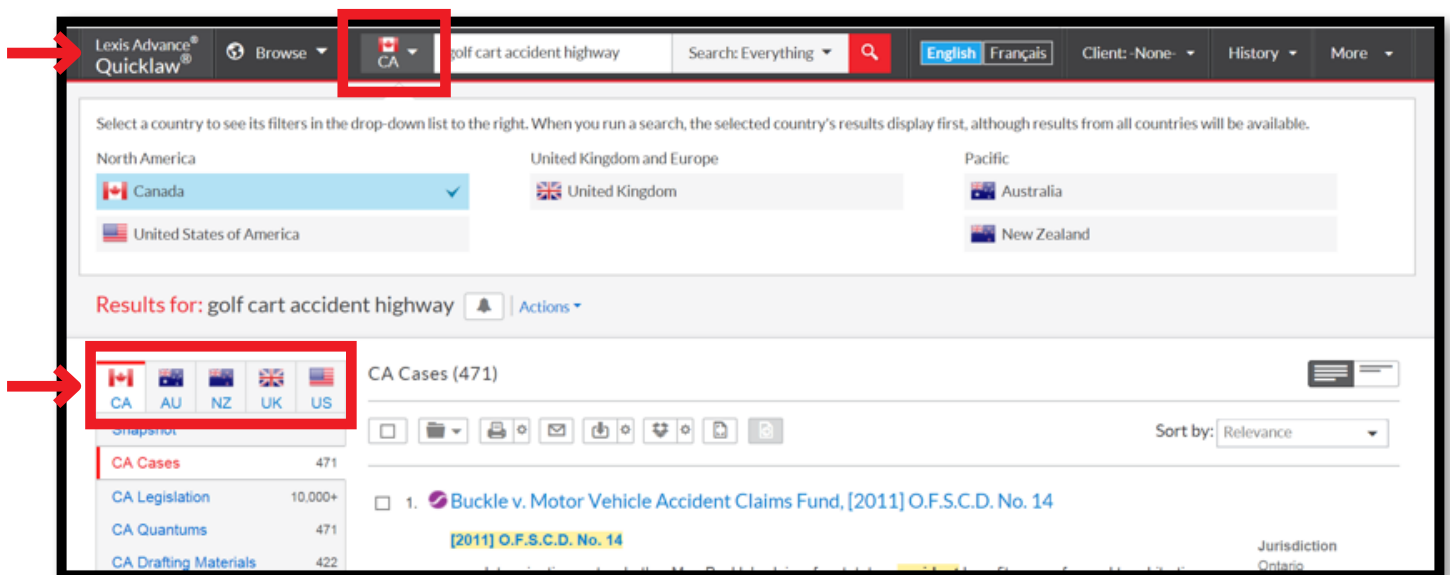 Lexis Advance®
Quicklaw®
Browse
CA
golf cart accident highway
Search: Everything
English Français
Client: -None-
History
More
Select a country to see its filters in the drop-down list to the right. When you run a search, the selected country's results display first, although results from all countries will be available.
North America
United Kingdom and Europe
Pacific
Canada
United Kingdom
Australia
United States of America
New Zealand
Results for: golf cart accident highway
Actions
CA AU NZ UK US
CA Cases (471)
Snapshot
Sort by: Relevance
CA Cases 471
CA Legislation 10,000+
1. Buckle v. Motor Vehicle Accident Claims Fund, [2011] O.F.S.C.D. No. 14
CA Quantums 471
[2011] O.F.S.C.D. No. 14
Jurisdiction
CA Drafting Materials 422
Ontario